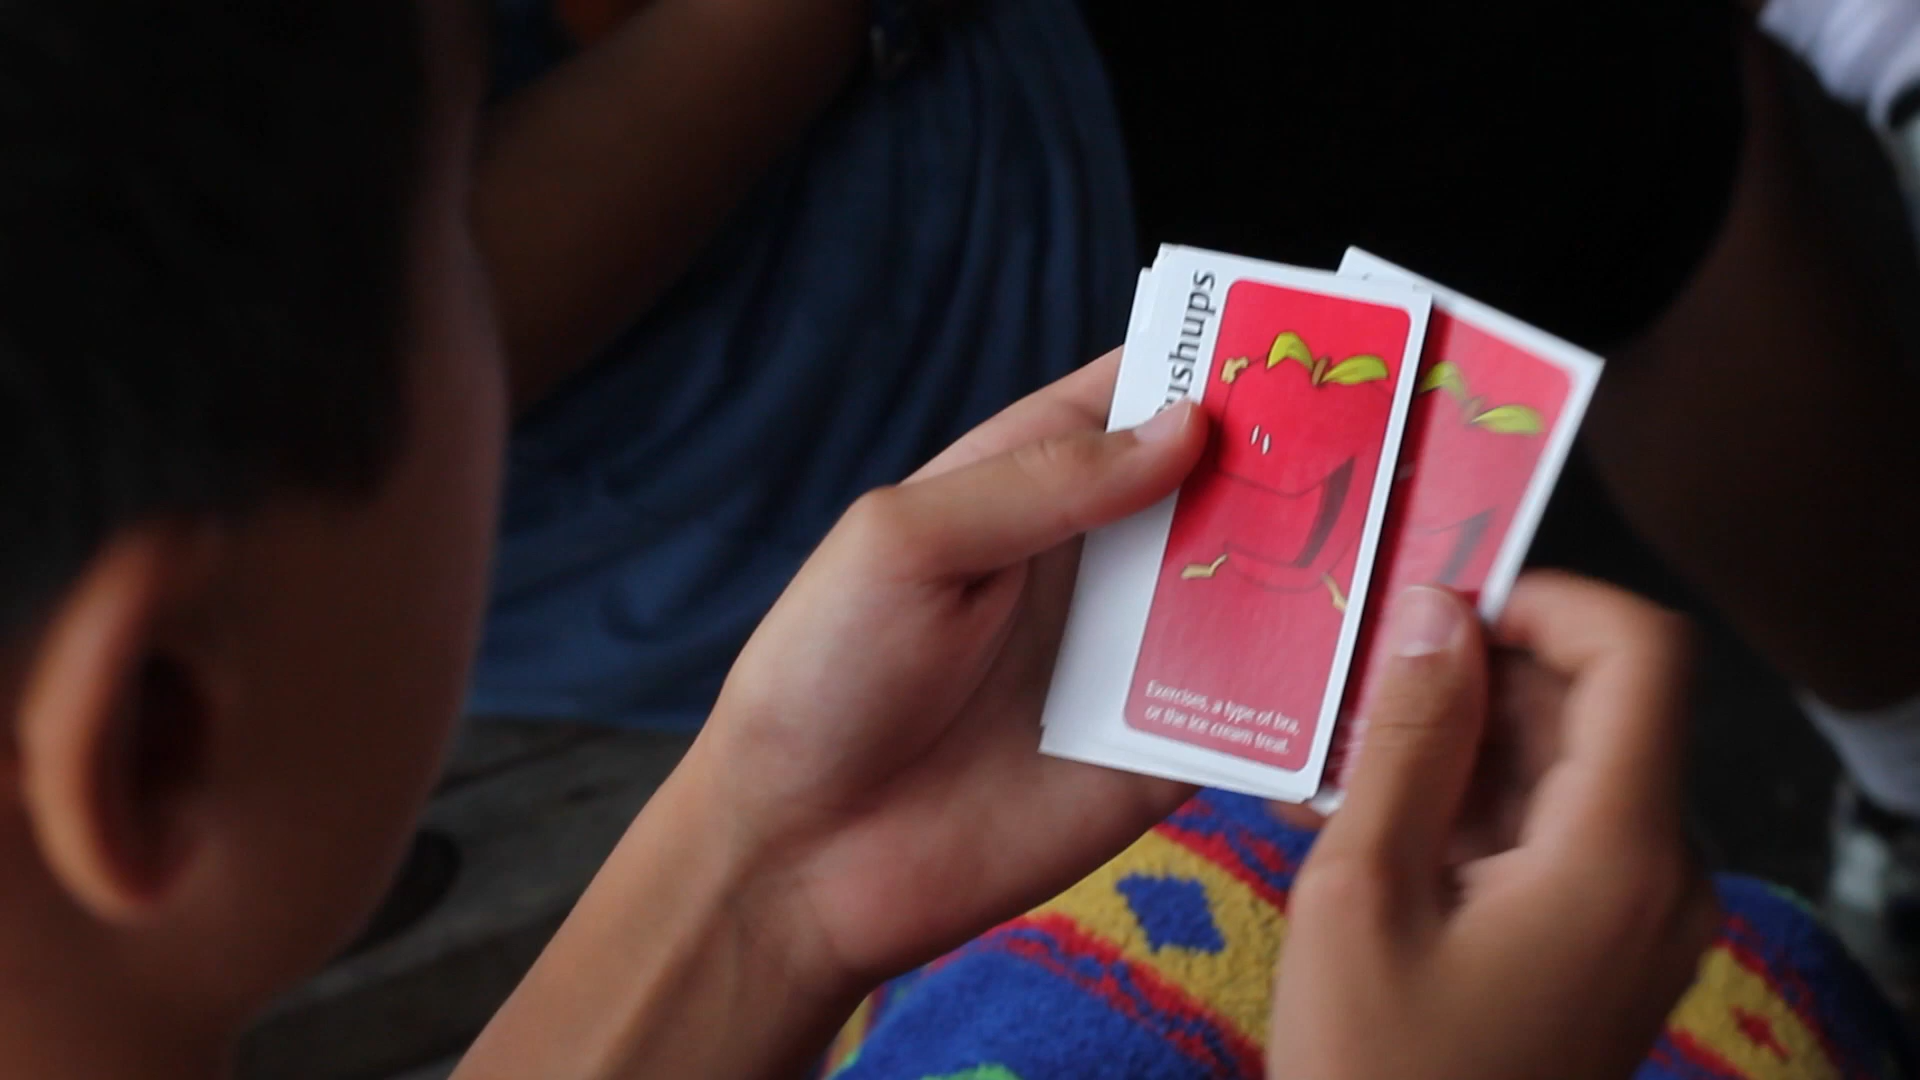 ushups
Exercises, a type of bra,
or the ice cream treat.